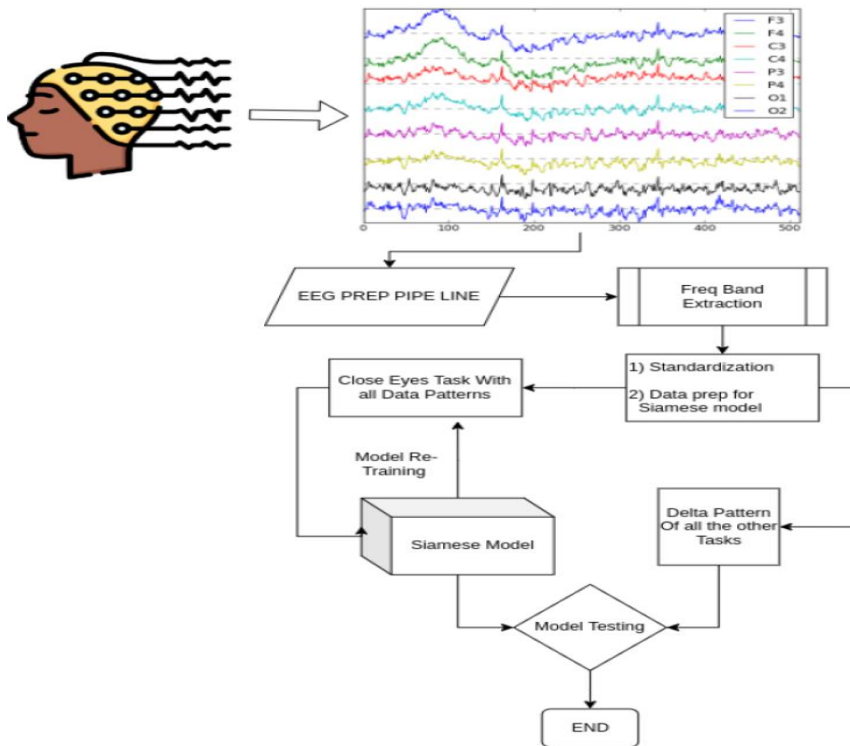 F3
F4
C3
C4
P3
P4
O1
O2
0
100
200
300
400
500
EEG PREP PIPE LINE
Freq Band
Extraction
1) Standardization
2) Data prep for
Siamese model
Close Eyes Task With
all Data Patterns
Model Re-
Training
Siamese Model
Delta Pattern
Of all the other
Tasks
Model Testing
END